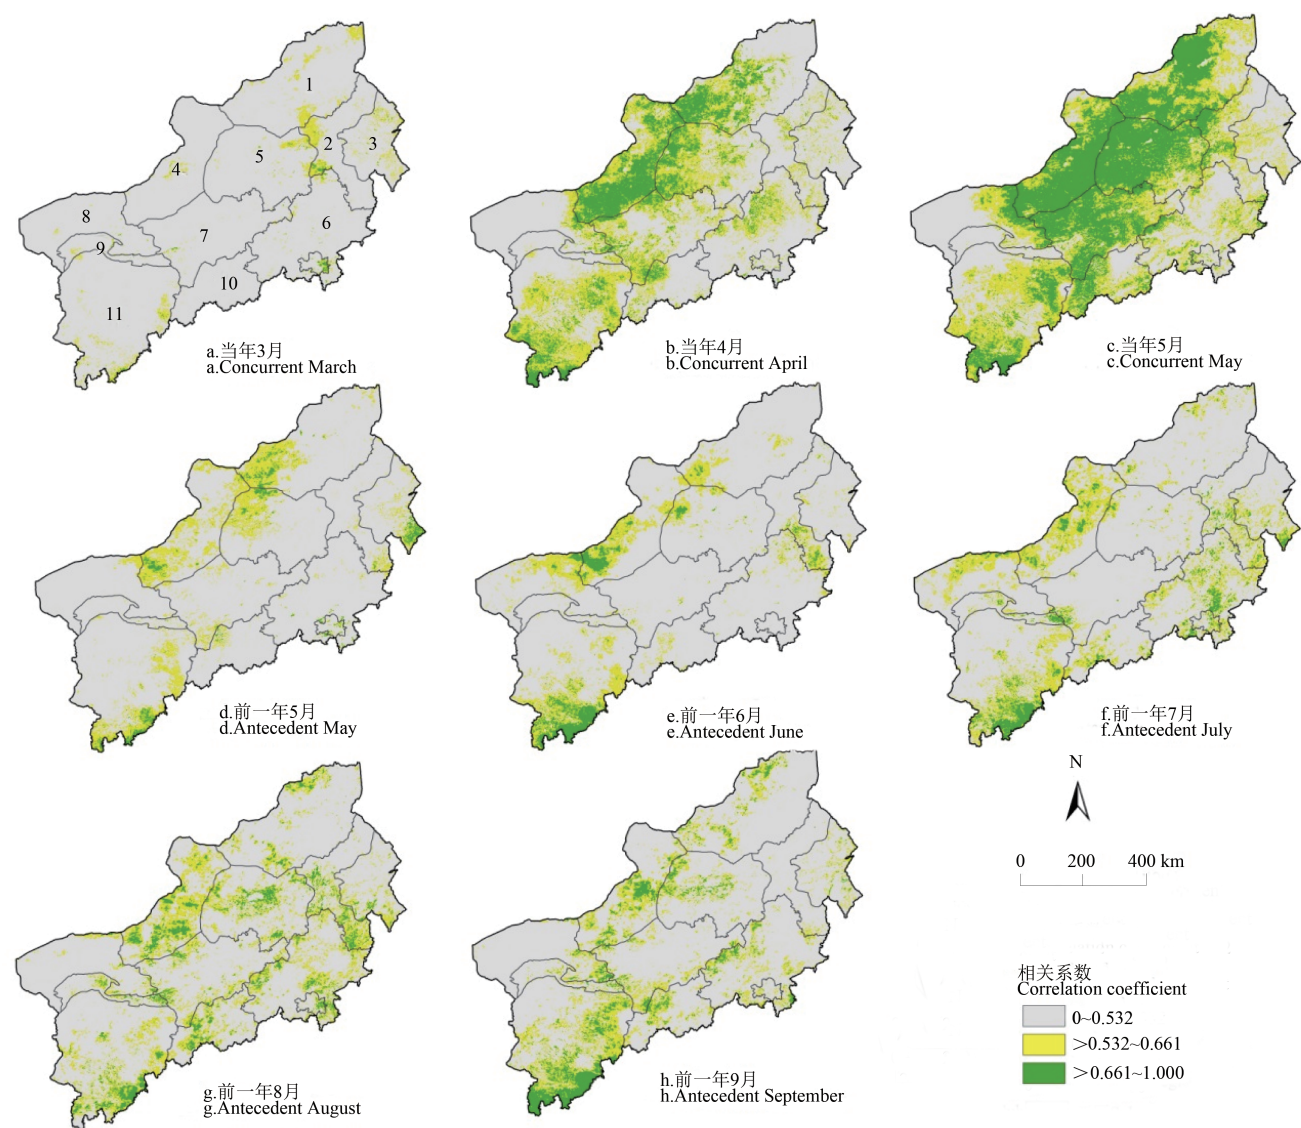 1
2
3
4
5
6
7
8
9
10
11
a.当年3月
a.Concurrent March
b.当年4月
b.Concurrent April
c.当年5月
c.Concurrent May
d.前一年5月
d.Antecedent May
e.前一年6月
e.Antecedent June
f.前一年7月
f.Antecedent July
g.前一年8月
g.Antecedent August
h.前一年9月
h.Antecedent September
N
0 200 400 km
相关系数
Correlation coefficient
0~0.532
>0.532~0.661
>0.661~1.000